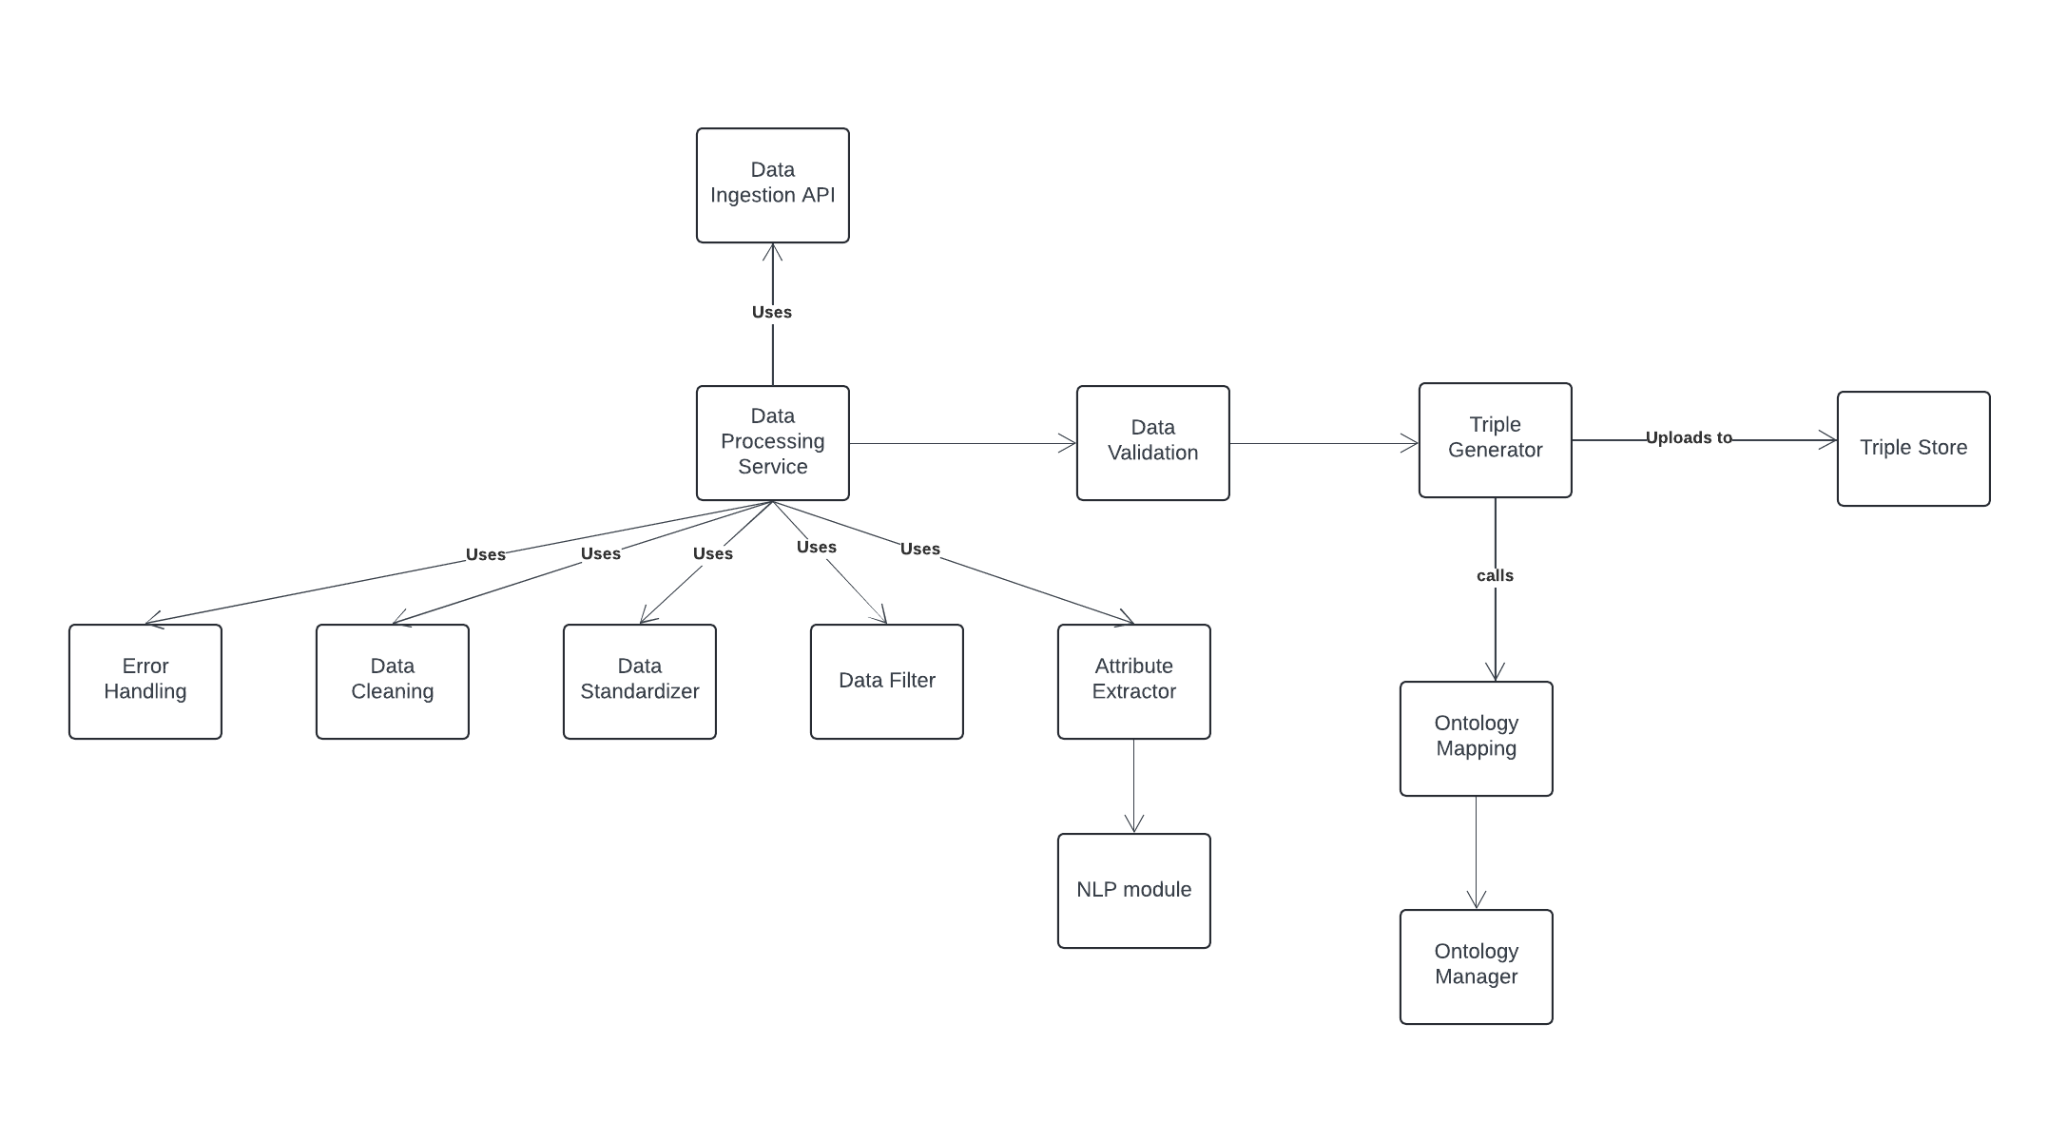 Data
Ingestion API
Uses
Data
Processing
Service
Data
Validation
Triple
Generator
Uploads to
Triple Store
Uses
Uses
Uses
Uses
Uses
calls
Error
Handling
Data
Cleaning
Data
Standardizer
Data Filter
Attribute
Extractor
Ontology
Mapping
NLP module
Ontology
Manager